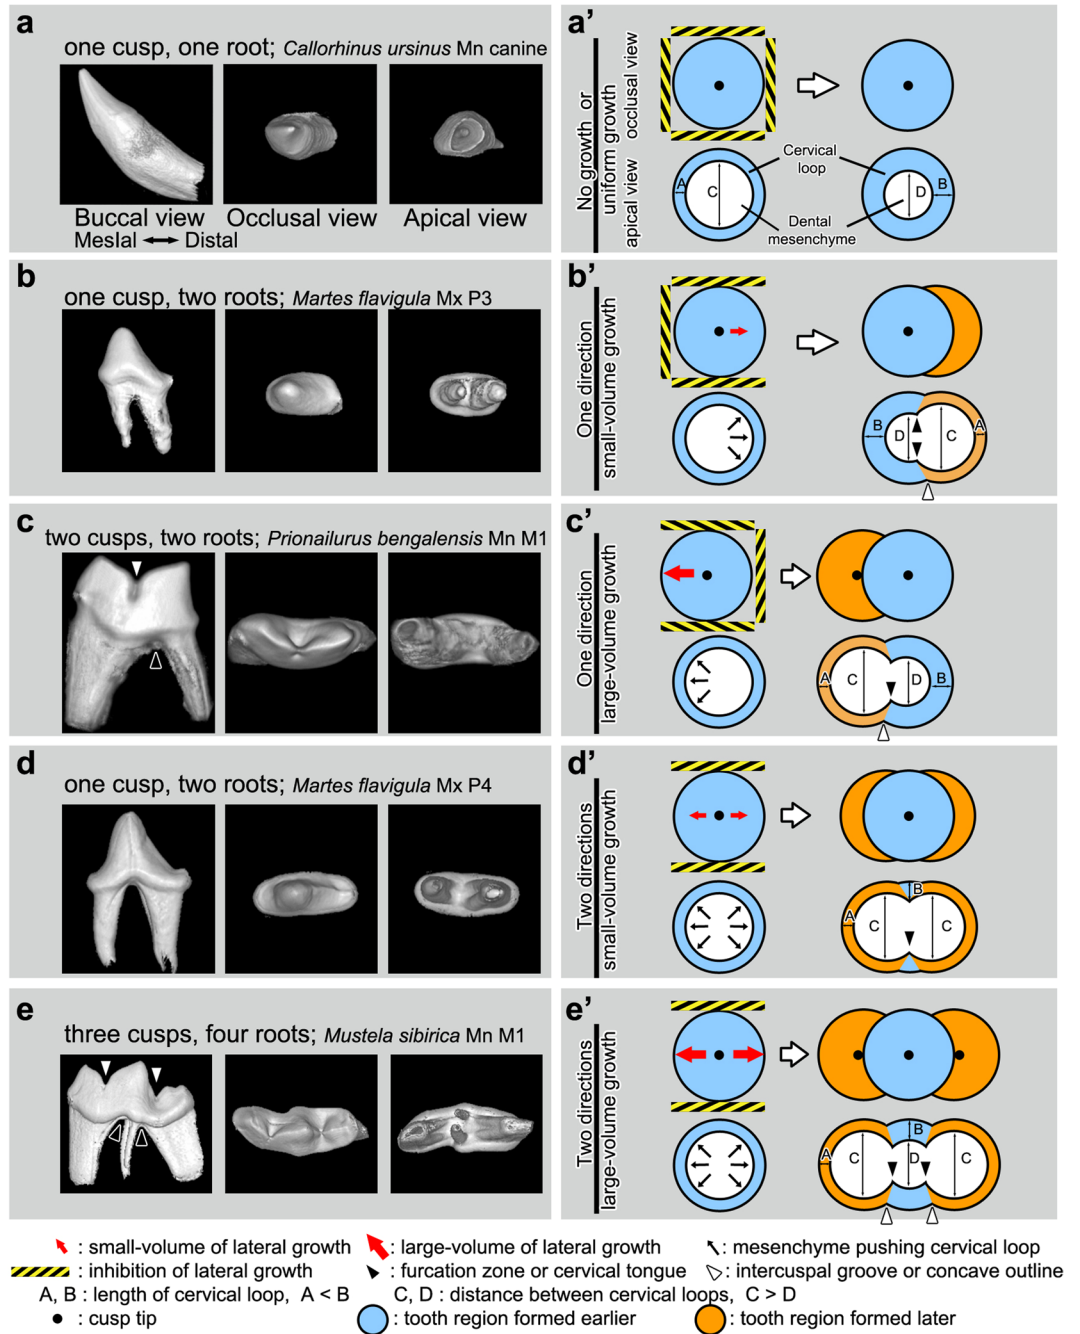 a
one cusp, one root; Callorhinus ursinus Mn canine
Buccal view
Occlusal view
Apical view
Meslal
Distal
a’
No growth or
uniform growth
occlusal view
apical view
Cervical
loop
Dental
mesenchyme
A
C
D
B
b
one cusp, two roots; Martes flavigula Mx P3
b’
One direction
small-volume growth
B
D
C
A
c
two cusps, two roots; Prionailurus bengalensis Mn M1
c’
One direction
large-volume growth
A
C
D
B
d
one cusp, two roots; Martes flavigula Mx P4
d’
Two directions
small-volume growth
B
A
C
C
e
three cusps, four roots; Mustela sibirica Mn M1
e’
Two directions
large-volume growth
B
A
C
D
C
: small-volume of lateral growth
: large-volume of lateral growth
: mesenchyme pushing cervical loop
: inhibition of lateral growth
: furcation zone or cervical tongue
: intercuspal groove or concave outline
A, B : length of cervical loop, A < B
C, D : distance between cervical loops, C > D
: cusp tip
: tooth region formed earlier
: tooth region formed later